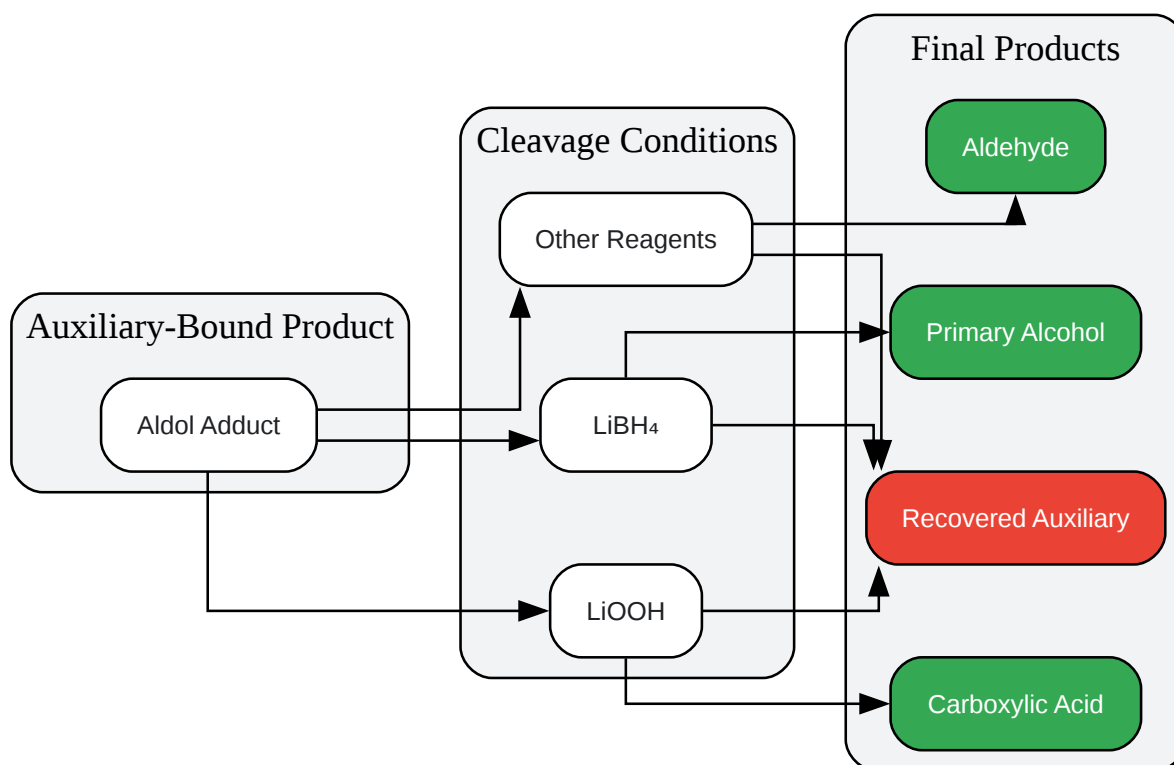 Auxiliary-Bound Product
Aldol Adduct
Cleavage Conditions
Other Reagents
LiBH₄
LiOOH
Final Products
Aldehyde
Primary Alcohol
Recovered Auxiliary
Carboxylic Acid